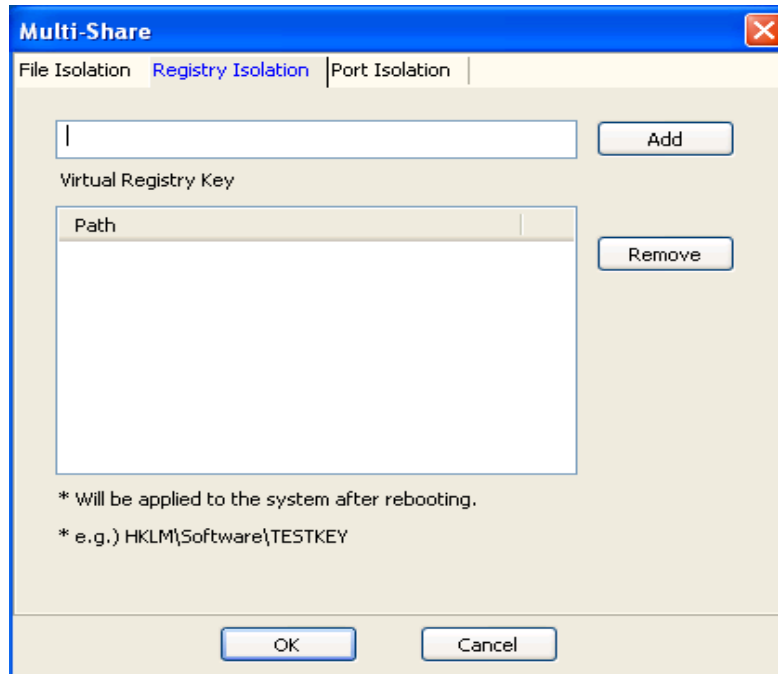 Multi-Share
File Isolation Registry Isolation Port Isolation
Add
Virtual Registry Key
Path
Remove
* Will be applied to the system after rebooting.
* e.g.) HKLM\Software\TESTKEY
OK Cancel